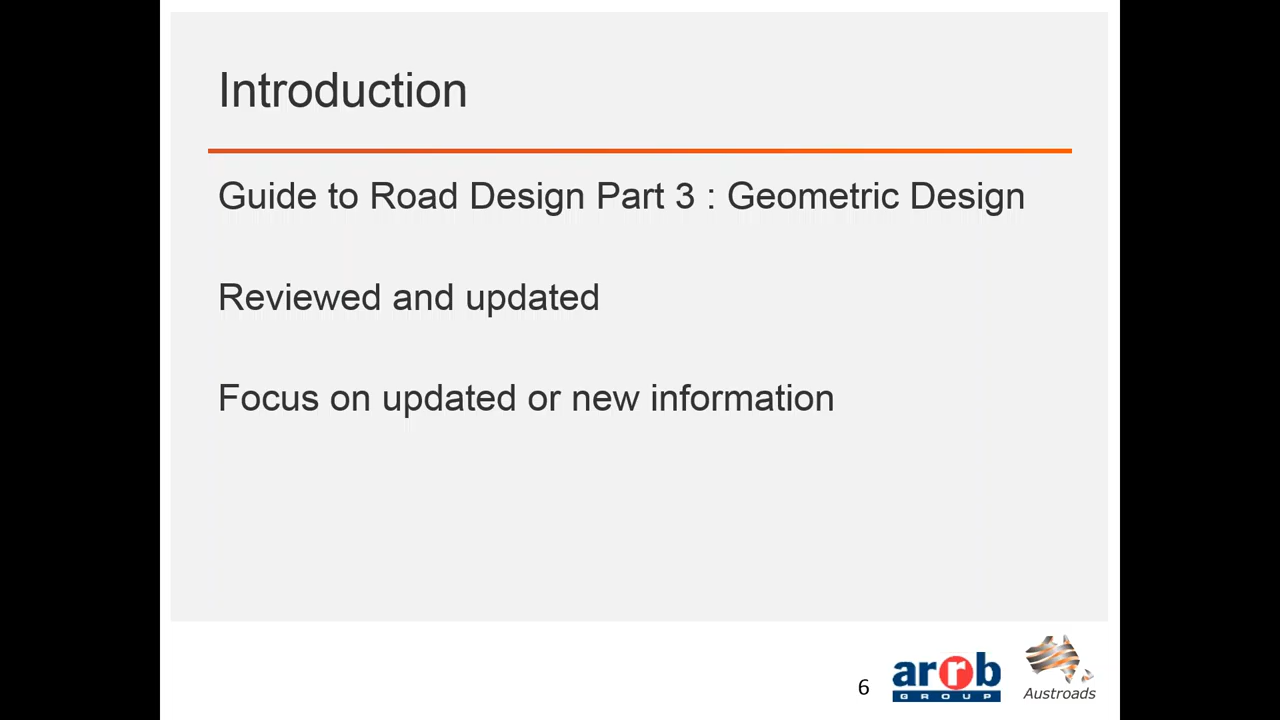 Introduction
Guide to Road Design Part 3 : Geometric Design
Reviewed and updated
Focus on updated or new information
6
arrb
GROUP
Austroads